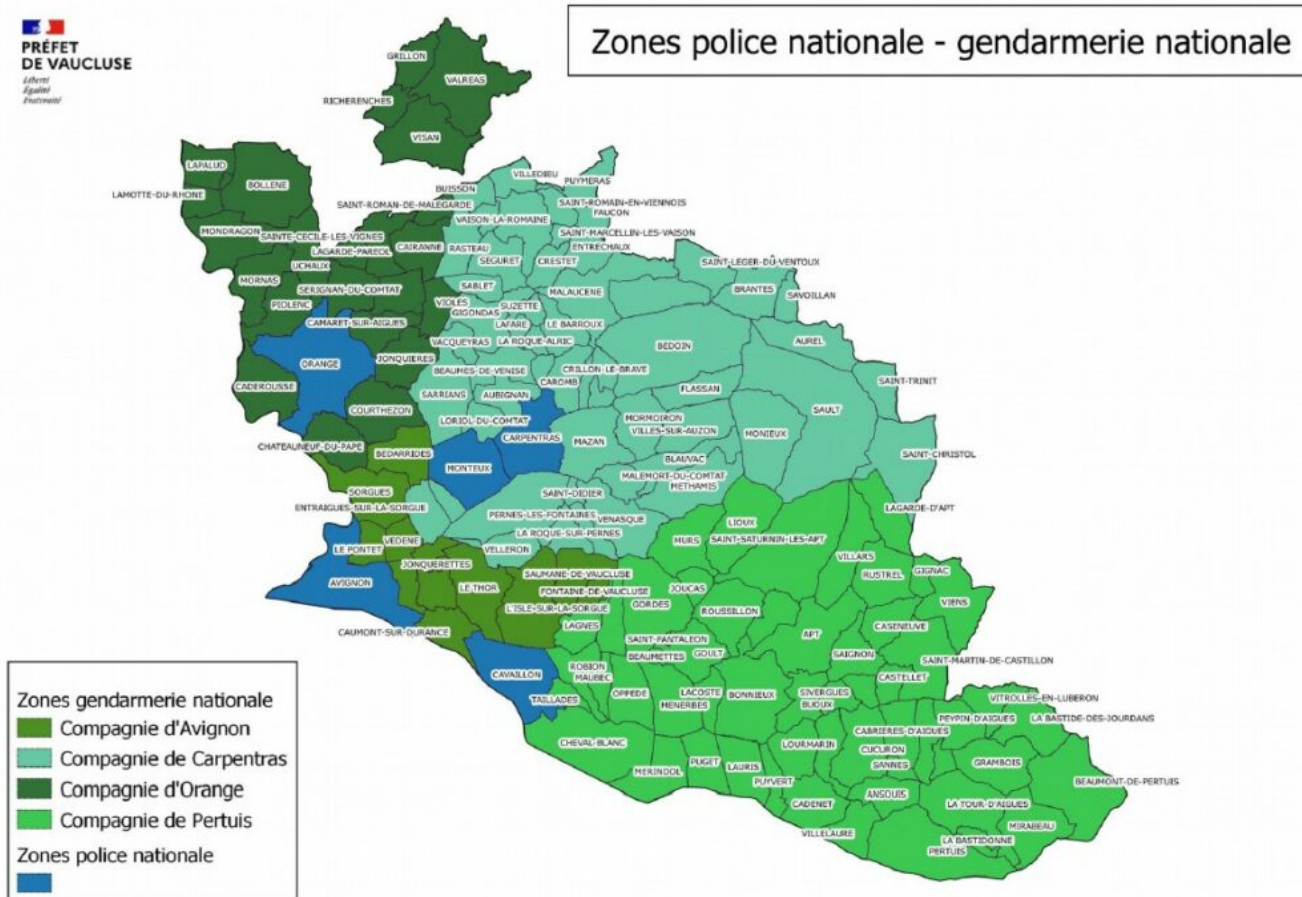 PRÉFET
DE VAUCLUSE
Liberté
Égalité
Fraternité
Zones police nationale - gendarmerie nationale
GRILLON
VALREAS
RICHERENCHES
VISAN
LAPALUD
BOLLENE
LAMOTTE-DU-RHONE
VILLEDIEU
PUYMERAS
BUISSON
SAINT-ROMAN-DE-MALEGARDE
SAINT-ROMAIN-EN-VIENNOIS
FAUCON
VAISON-LA-ROMAINE
MONDRAGON
SAINTE-CECILE-LES-VIGNES
SAINT-MARCELLIN-LES-VAISON
LAGARDE-PAREOL
CAIRANNE
RASTEAU
ENTRECHAUX
UCHAUX
SEGURET
CRESTET
SAINT-LEGER-DU-VENTOUX
MORNAS
SERIGNAN-DU-COMTAT
SABLET
MALAUCENE
BRANTES
SAVOILLAN
PIOLENC
VIOLES
GIGONDAS
SUZETTE
CAMARET-SUR-AIGUES
LAFARE
LE BARROUX
VACQUEYRAS
LA ROQUE-ALRIC
BEDOIN
AUREL
ORANGE
JONQUIERES
BEAUMES-DE-VENISE
CRILLON-LE-BRAVE
CAROMB
SAINT-TRINIT
CADEROUSSE
SARRIANS
AUBIGNAN
FLASSAN
SAULT
COURTHEZON
LORIOL-DU-COMTAT
MORMOIRON
VILLES-SUR-AUZON
MONIEUX
CHATEAUNEUF-DU-PAPE
BEDARRIDES
CARPENTRAS
MAZAN
SAINT-CHRISTOL
MONTEUX
BLAUVAC
MALEMORT-DU-COMTAT
METHAMIS
SORGUES
SAINT-DIDIER
ENTRAIGUES-SUR-LA-SORGUE
PERNES-LES-FONTAINES
VENASQUE
LAGARDE-D'APT
LIOUX
LA ROQUE-SUR-PERNES
MURS
SAINT-SATURNIN-LES-APT
VEDENE
LE PONTET
VELLERON
VILLARS
JONQUERETTES
SAUMANE-DE-VAUCLUSE
RUSTREL
GIGNAC
AVIGNON
LE THOR
FONTAINE-DE-VAUCLUSE
JOUCAS
L'ISLE-SUR-LA-SORGUE
GORDES
ROUSSILLON
VIENS
LAGNES
CASENEUVE
CAUMONT-SUR-DURANCE
SAINT-PANTALEON
APT
BEAUMETTES
GOULT
SAIGNON
SAINT-MARTIN-DE-CASTILLON
CAVAILLON
ROBION
MAUBEC
CASTELLET
TAILLADES
OPPEDE
LACOSTE
MENERBES
BONNIEUX
SIVERGUES
BUOUX
VITROLLES-EN-LUBERON
PEYPIN-D'AIGUES
LA BASTIDE-DES-JOURDANS
CABRIERES-D'AIGUES
CHEVAL-BLANC
LOURMARIN
CUCURON
SANNES
GRAMBOIS
MERINDOL
PUGET
LAURIS
PUYVERT
BEAUMONT-DE-PERTUIS
ANSOUIS
CADENET
LA TOUR-D'AIGUES
MIRABEAU
VILLELAURE
LA BASTIDONNE
PERTUIS
Zones gendarmerie nationale
Compagnie d'Avignon
Compagnie de Carpentras
Compagnie d'Orange
Compagnie de Pertuis
Zones police nationale